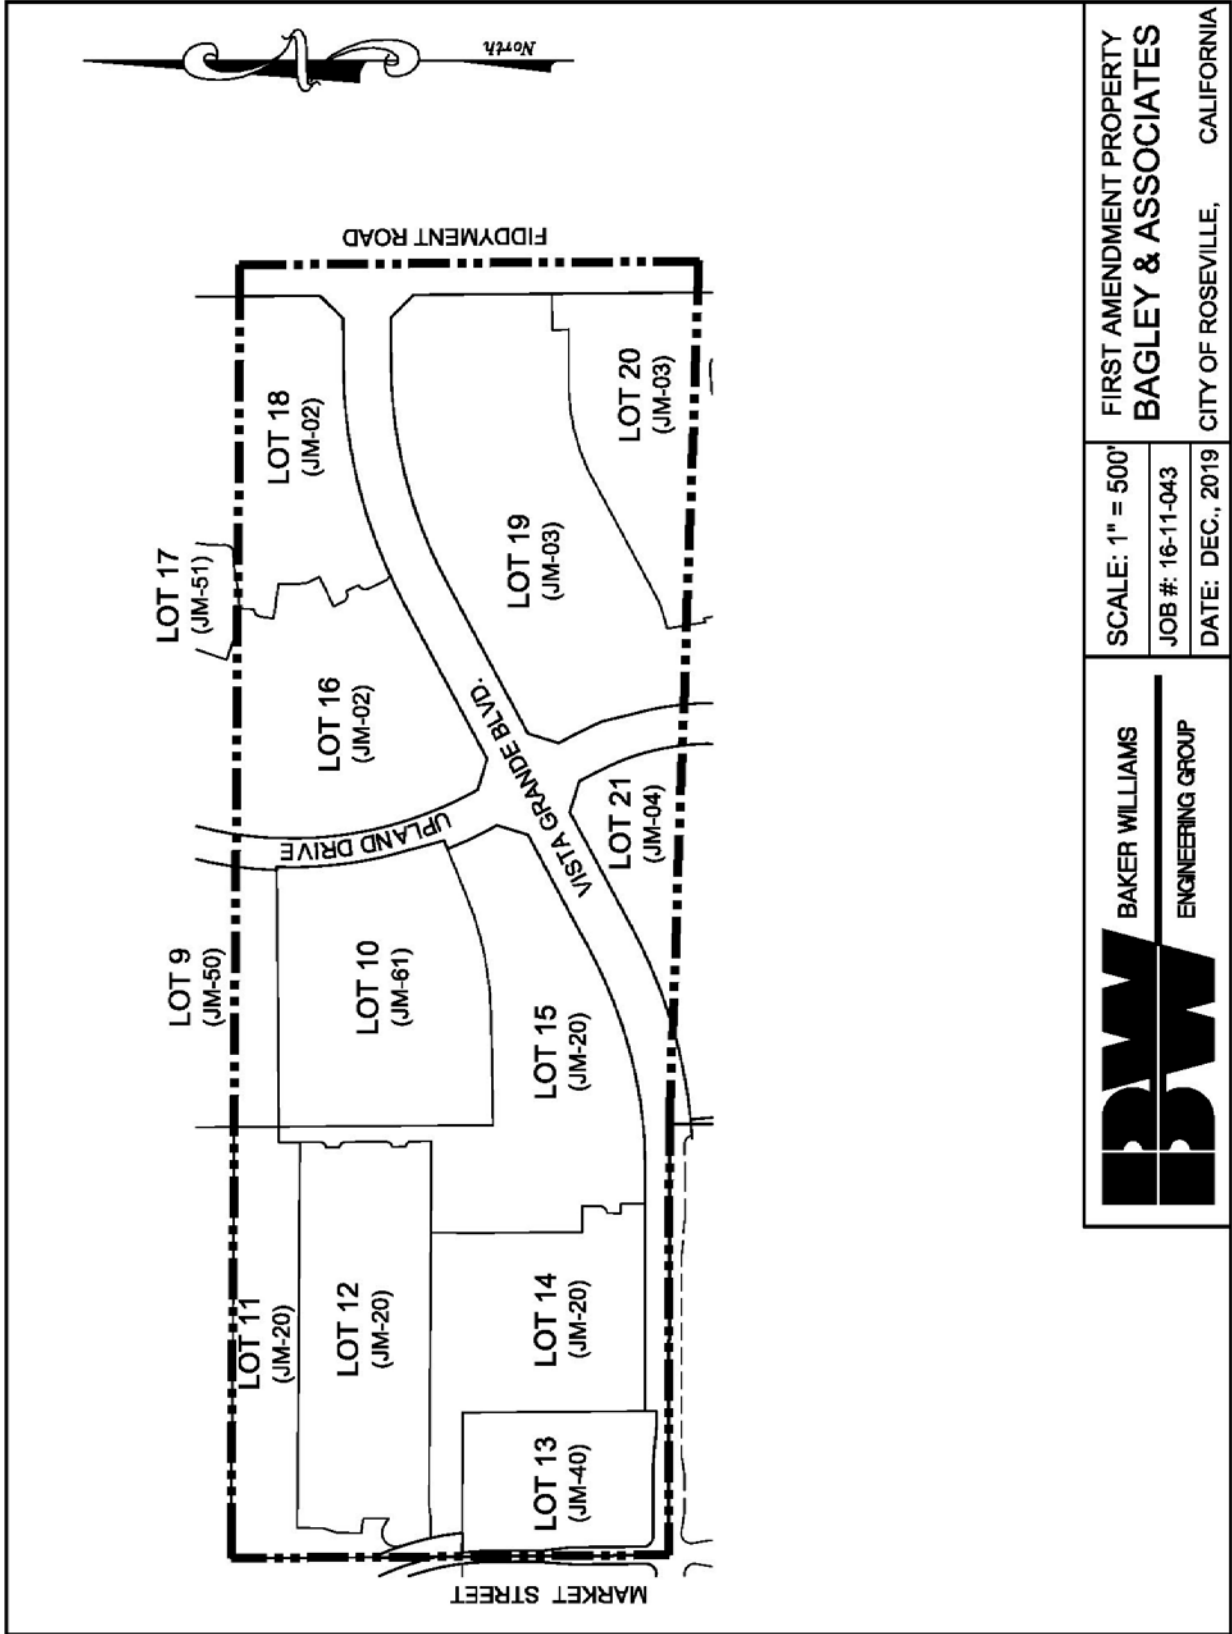 North
FIDDYMENT ROAD
LOT 17
(JM-51)
LOT 18
(JM-02)
LOT 20
(JM-03)
LOT 19
(JM-03)
LOT 16
(JM-02)
VISTA GRANDE BLVD.
UPLAND DRIVE
LOT 21
(JM-04)
LOT 9
(JM-50)
LOT 10
(JM-61)
LOT 15
(JM-20)
LOT 11
(JM-20)
LOT 12
(JM-20)
LOT 14
(JM-20)
LOT 13
(JM-40)
MARKET STREET
BW
BAKER WILLIAMS
ENGINEERING GROUP
SCALE: 1" = 500'
JOB #: 16-11-043
DATE: DEC., 2019
FIRST AMENDMENT PROPERTY
BAGLEY & ASSOCIATES
CITY OF ROSEVILLE, CALIFORNIA